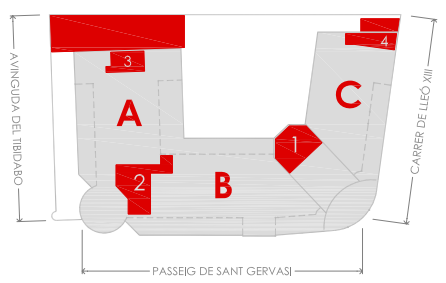 4
3
C
A
1
2
B
AVINGUDA DEL TIBIDABO
CARRER DE LLEÓ XIII
PASSEIG DE SANT GERVASI